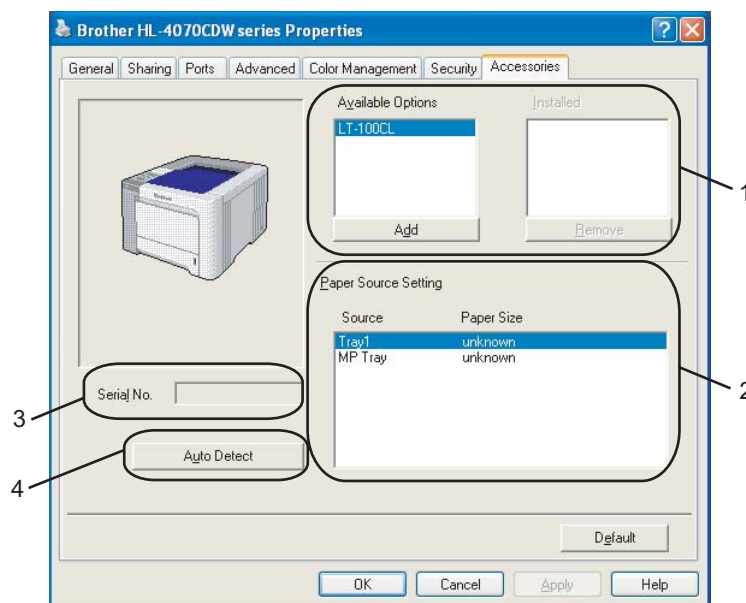 Brother HL-4070CDW series Properties
General Sharing Ports Advanced Color Management Security Accessories
Available Options Installed
LT-100CL
Add Remove
1
Paper Source Setting
Source Paper Size
Tray1 unknown
MP Tray unknown
2
Serial No.
3
Auto Detect
4
Default
OK Cancel Apply Help